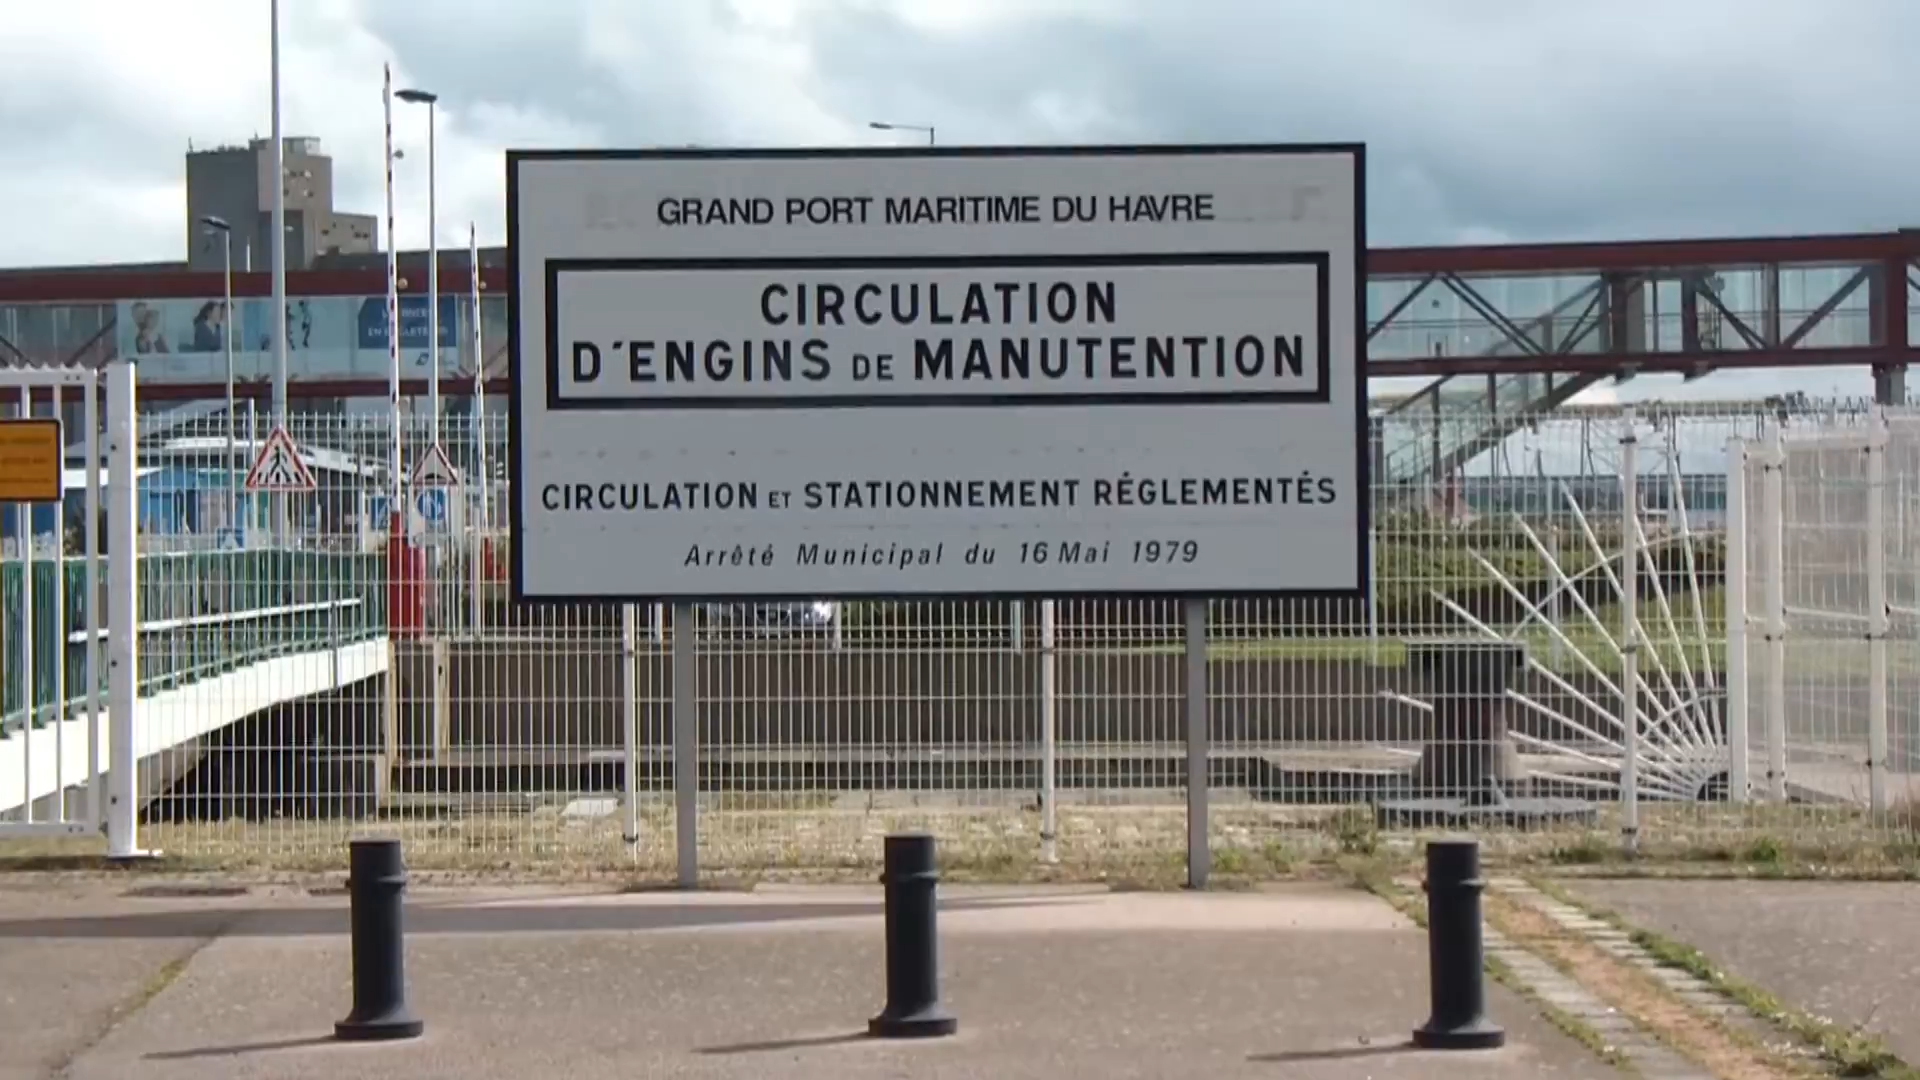 GRAND PORT MARITIME DU HAVRE
CIRCULATION
D'ENGINS DE MANUTENTION
CIRCULATION ET STATIONNEMENT RÉGLEMENTÉS
Arrêté Municipal du 16 Mai 1979